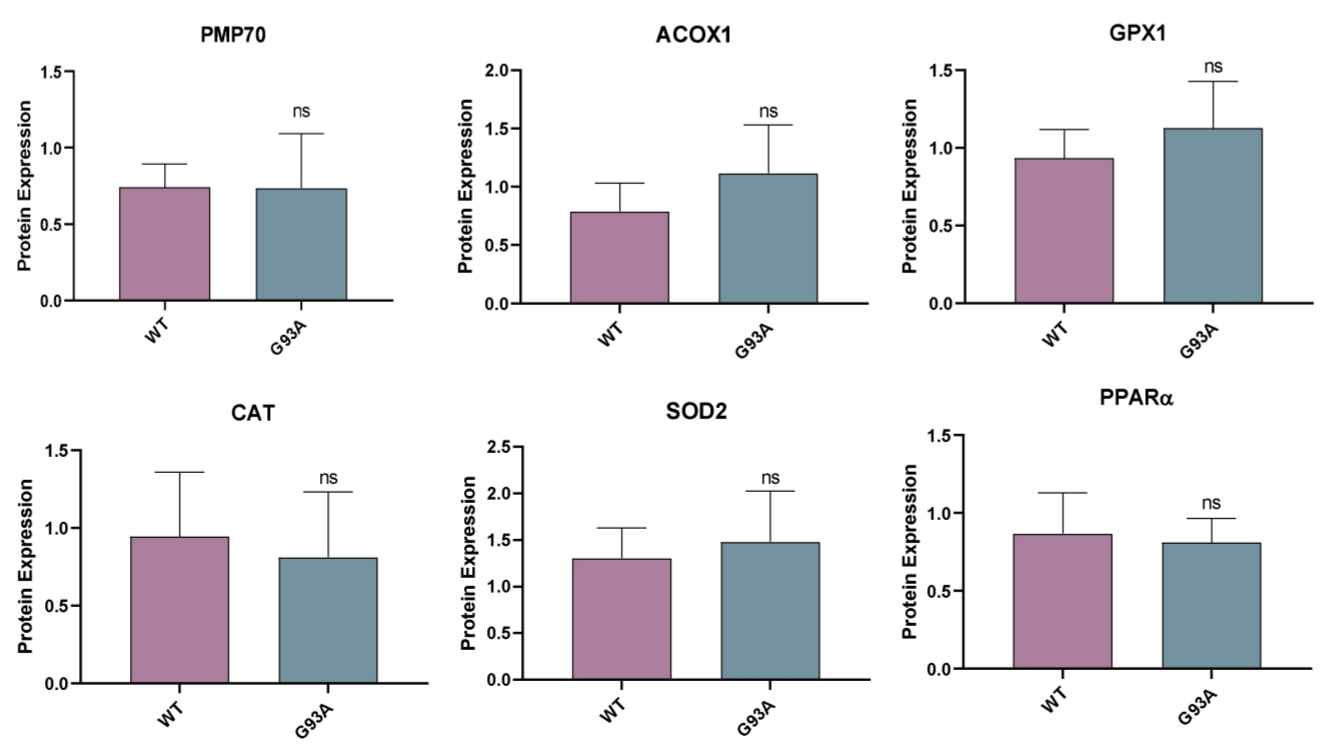 PMP70
Protein Expression
1.5
1.0
0.5
0.0
ns
WT
G93A
ACOX1
Protein Expression
2.0
1.5
1.0
0.5
0.0
ns
WT
G93A
GPX1
Protein Expression
1.5
1.0
0.5
0.0
ns
WT
G93A
CAT
Protein Expression
1.5
1.0
0.5
0.0
ns
WT
G93A
SOD2
Protein Expression
2.5
2.0
1.5
1.0
0.5
0.0
ns
WT
G93A
PPARα
Protein Expression
1.5
1.0
0.5
0.0
ns
WT
G93A